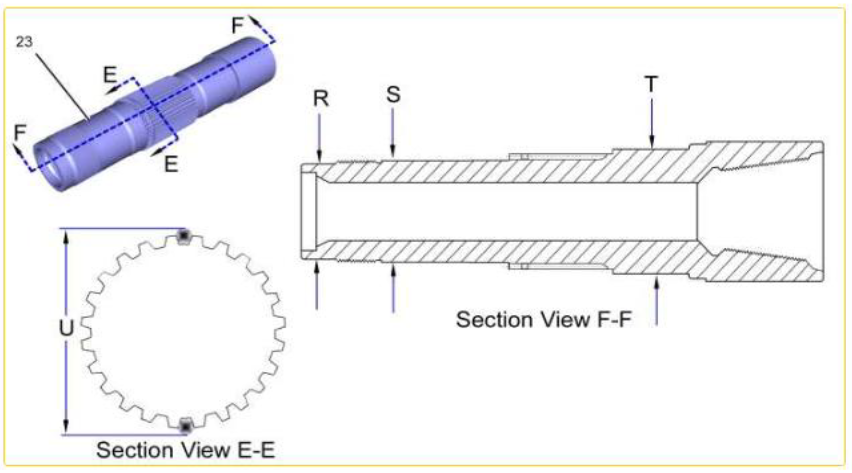 23
F
E
E
F
R
S
T
U
Section View F-F
Section View E-E